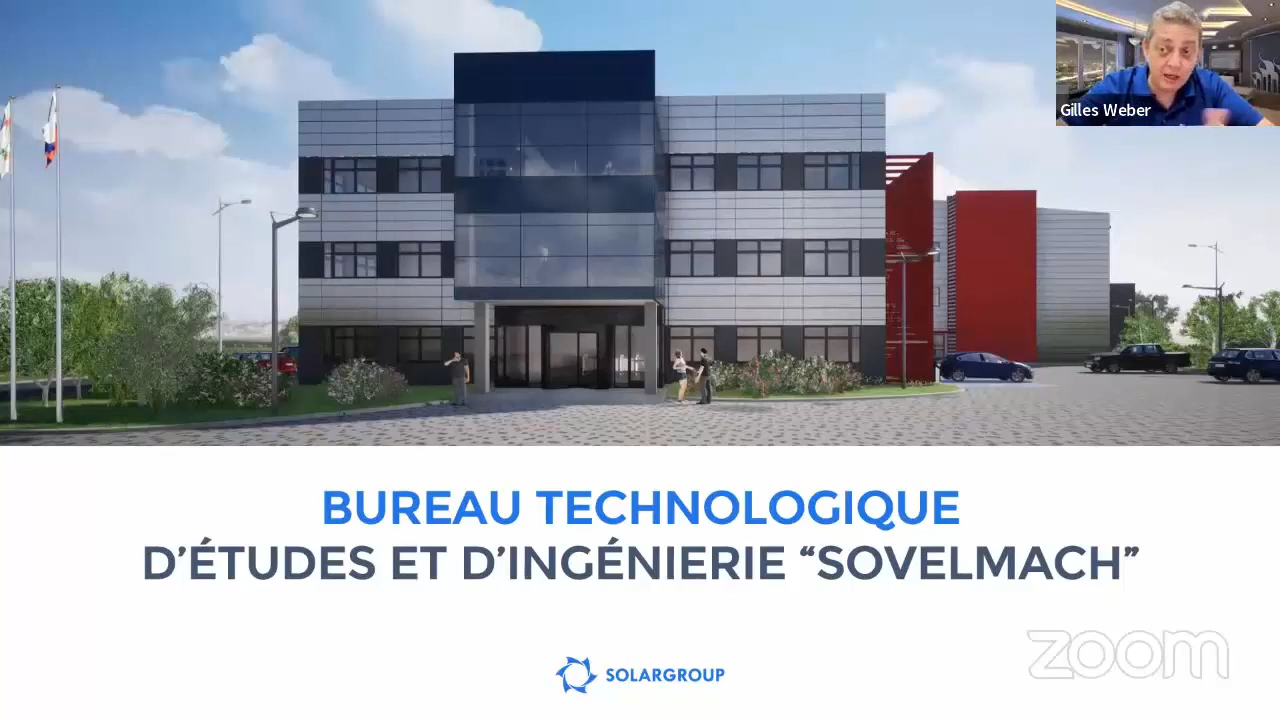 Gilles Weber
BUREAU TECHNOLOGIQUE
D’ÉTUDES ET D’INGÉNIERIE “SOVELMACH”
zoom
SOLARGROUP